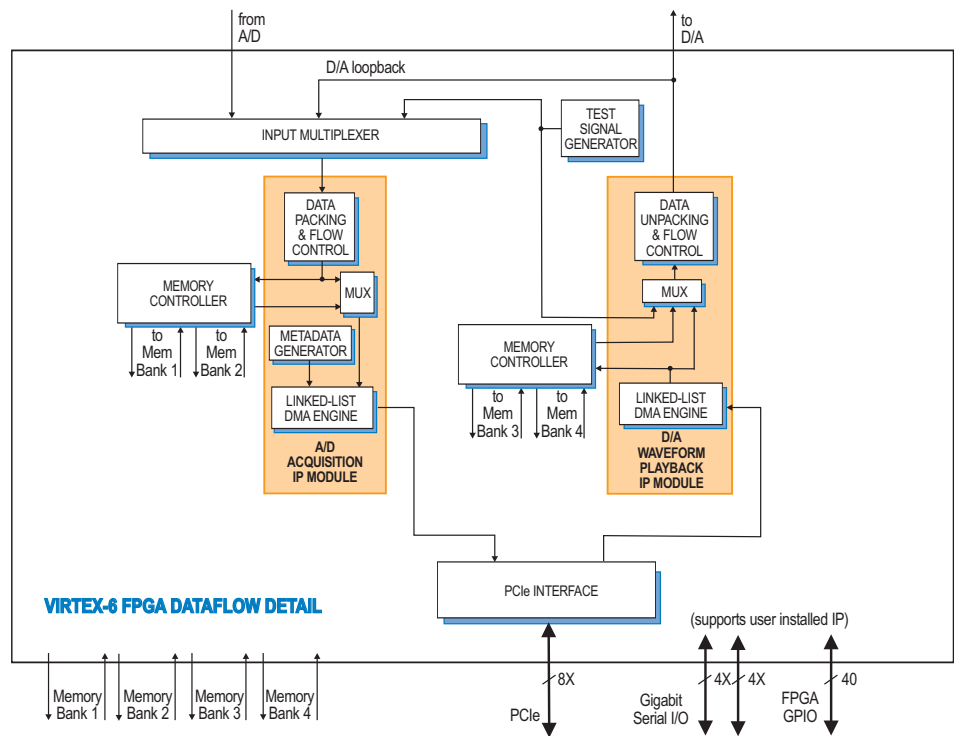 from
A/D
to
D/A
D/A loopback
INPUT MULTIPLEXER
TEST
SIGNAL
GENERATOR
DATA
PACKING
& FLOW
CONTROL
DATA
UNPACKING
& FLOW
CONTROL
MEMORY
CONTROLLER
MUX
MUX
to
Mem
Bank 1
to
Mem
Bank 2
METADATA
GENERATOR
MEMORY
CONTROLLER
LINKED-LIST
DMA ENGINE
to
Mem
Bank 3
to
Mem
Bank 4
LINKED-LIST
DMA ENGINE
A/D
ACQUISITION
IP MODULE
D/A
WAVEFORM
PLAYBACK
IP MODULE
PCIe INTERFACE
VIRTEX-6 FPGA DATAFLOW DETAIL
(supports user installed IP)
Memory
Bank 1
Memory
Bank 2
Memory
Bank 3
Memory
Bank 4
8X
PCIe
4X
4X
Gigabit
Serial I/O
40
FPGA
GPIO